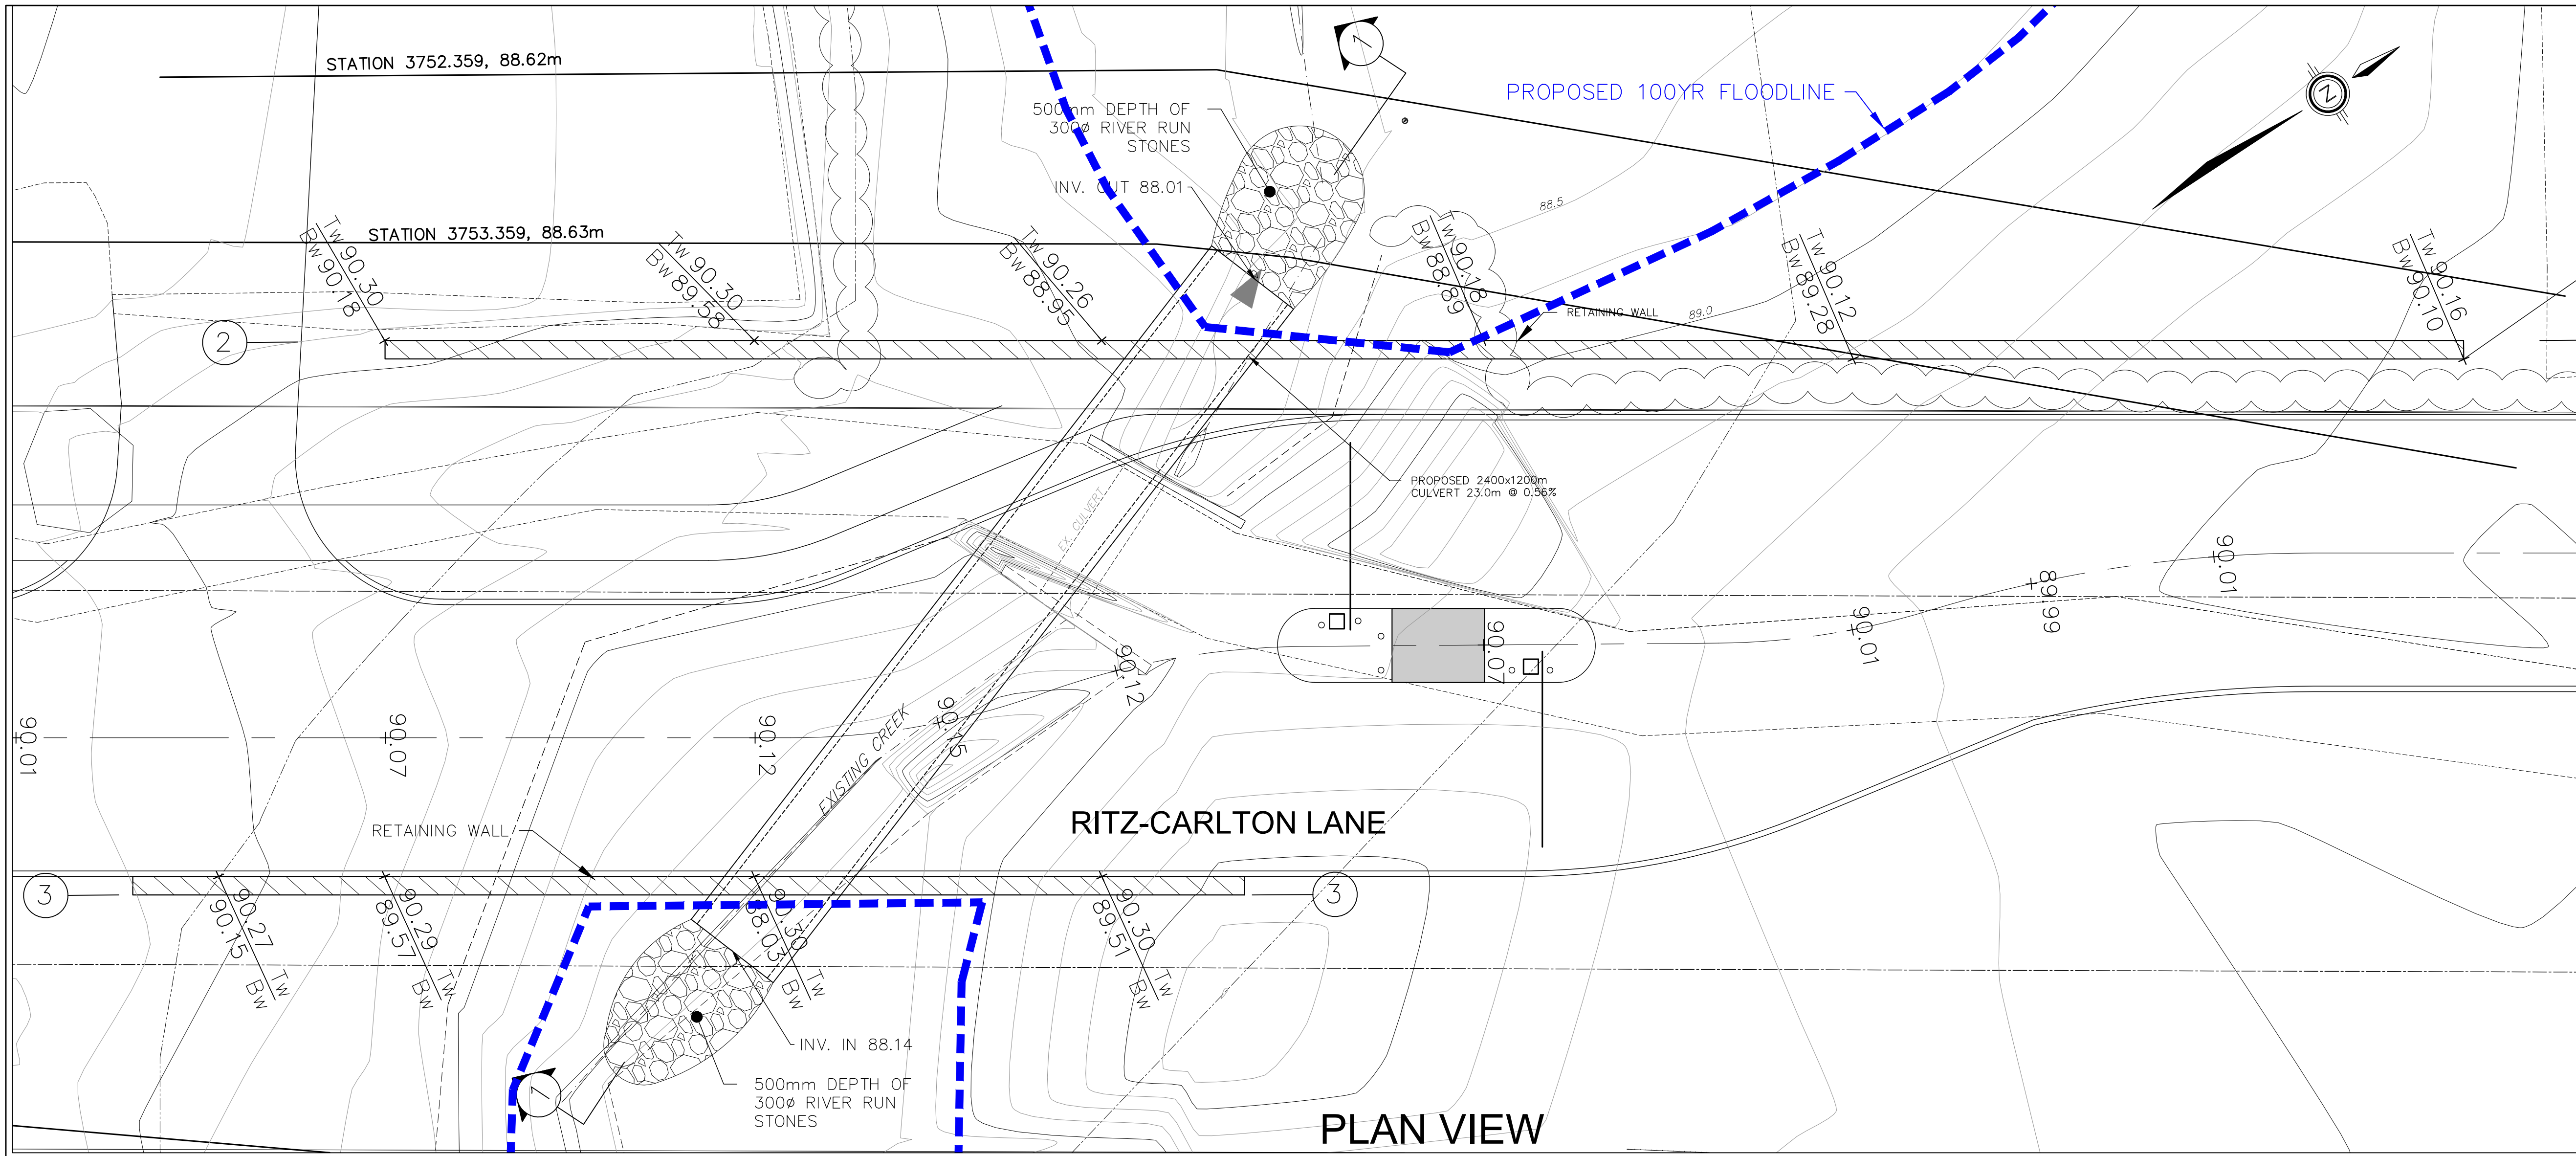 STATION 3752.359, 88.62m
1
500mm DEPTH OF
300ø RIVER RUN
STONES
PROPOSED 100YR FLOODLINE
N
INV. OUT 88.01
88.5
STATION 3753.359, 88.63m
Tw 90.30
Bw 90.18
Tw 90.30
Bw 89.58
Tw 90.26
Bw 88.95
Tw 90.18
Bw 88.89
Tw 90.12
Bw 89.28
Tw 90.16
Bw 90.10
RETAINING WALL
89.0
2
PROPOSED 2400x1200m
CULVERT 23.0m @ 0.56%
EX. CULVERT
90.01
89.99
90.01
90.07
90.12
90.15
90.12
90.07
90.01
EXISTING CREEK
RITZ-CARLTON LANE
RETAINING WALL
3
3
90.27 Tw
90.15 Bw
90.29 Tw
89.57 Bw
90.30 Tw
88.03 Bw
90.30 Tw
89.51 Bw
INV. IN 88.14
500mm DEPTH OF
300ø RIVER RUN
STONES
1
PLAN VIEW